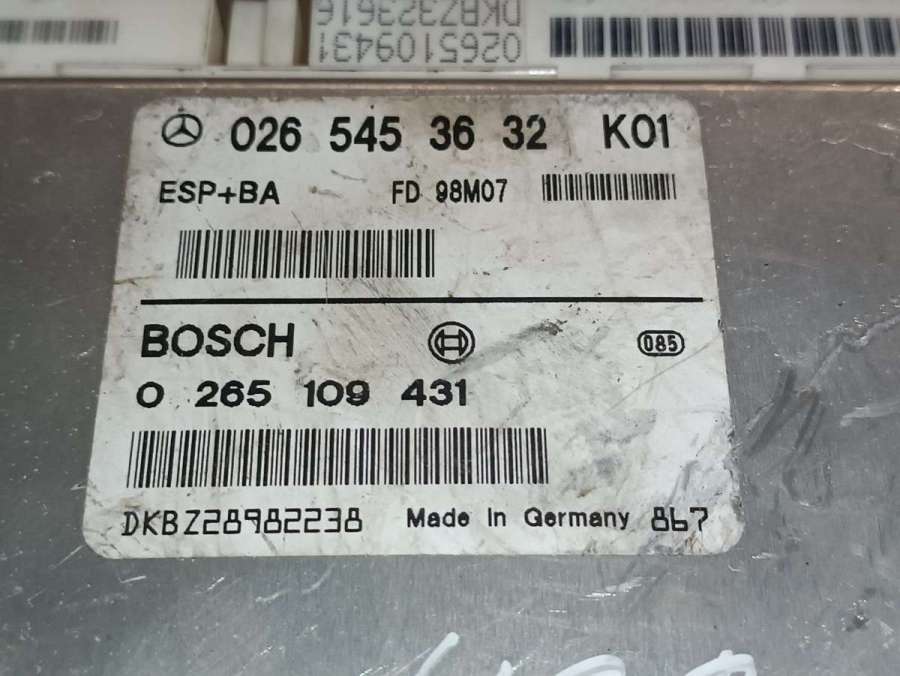 DKBZ323616
0265109431
026 545 36 32 K01
ESP+BA FD 98M07
BOSCH 085
0 265 109 431
DKBZ28982238 Made in Germany 867